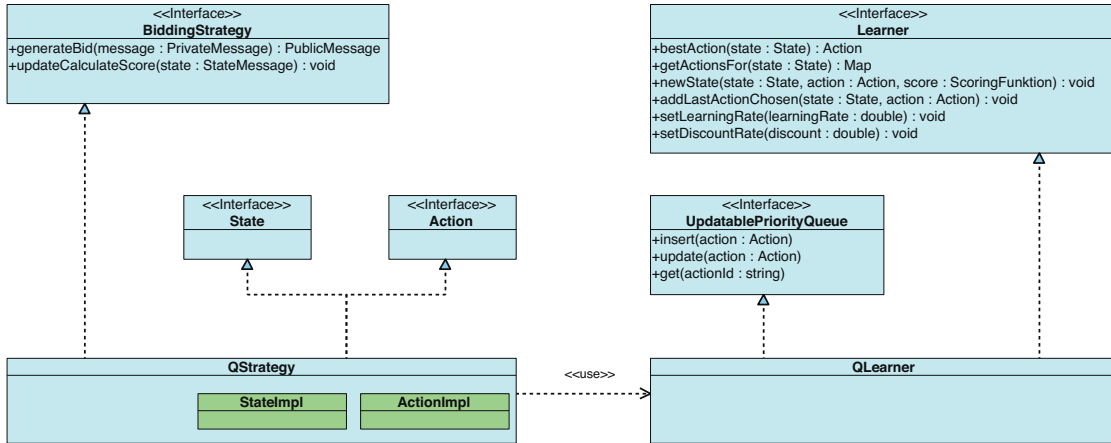 <<Interface>>
BiddingStrategy
+generateBid(message : PrivateMessage) : PublicMessage
+updateCalculateScore(state : StateMessage) : void
<<Interface>>
Learner
+bestAction(state : State) : Action
+getActionsFor(state : State) : Map
+newState(state : State, action : Action, score : ScoringFunktion) : void
+addLastActionChosen(state : State, action : Action) : void
+setLearningRate(learningRate : double) : void
+setDiscountRate(discount : double) : void
<<Interface>>
State
<<Interface>>
Action
<<Interface>>
UpdatablePriorityQueue
+insert(action : Action)
+update(action : Action)
+get(actionId : string)
QStrategy
StateImpl
ActionImpl
<<use>>
QLearner